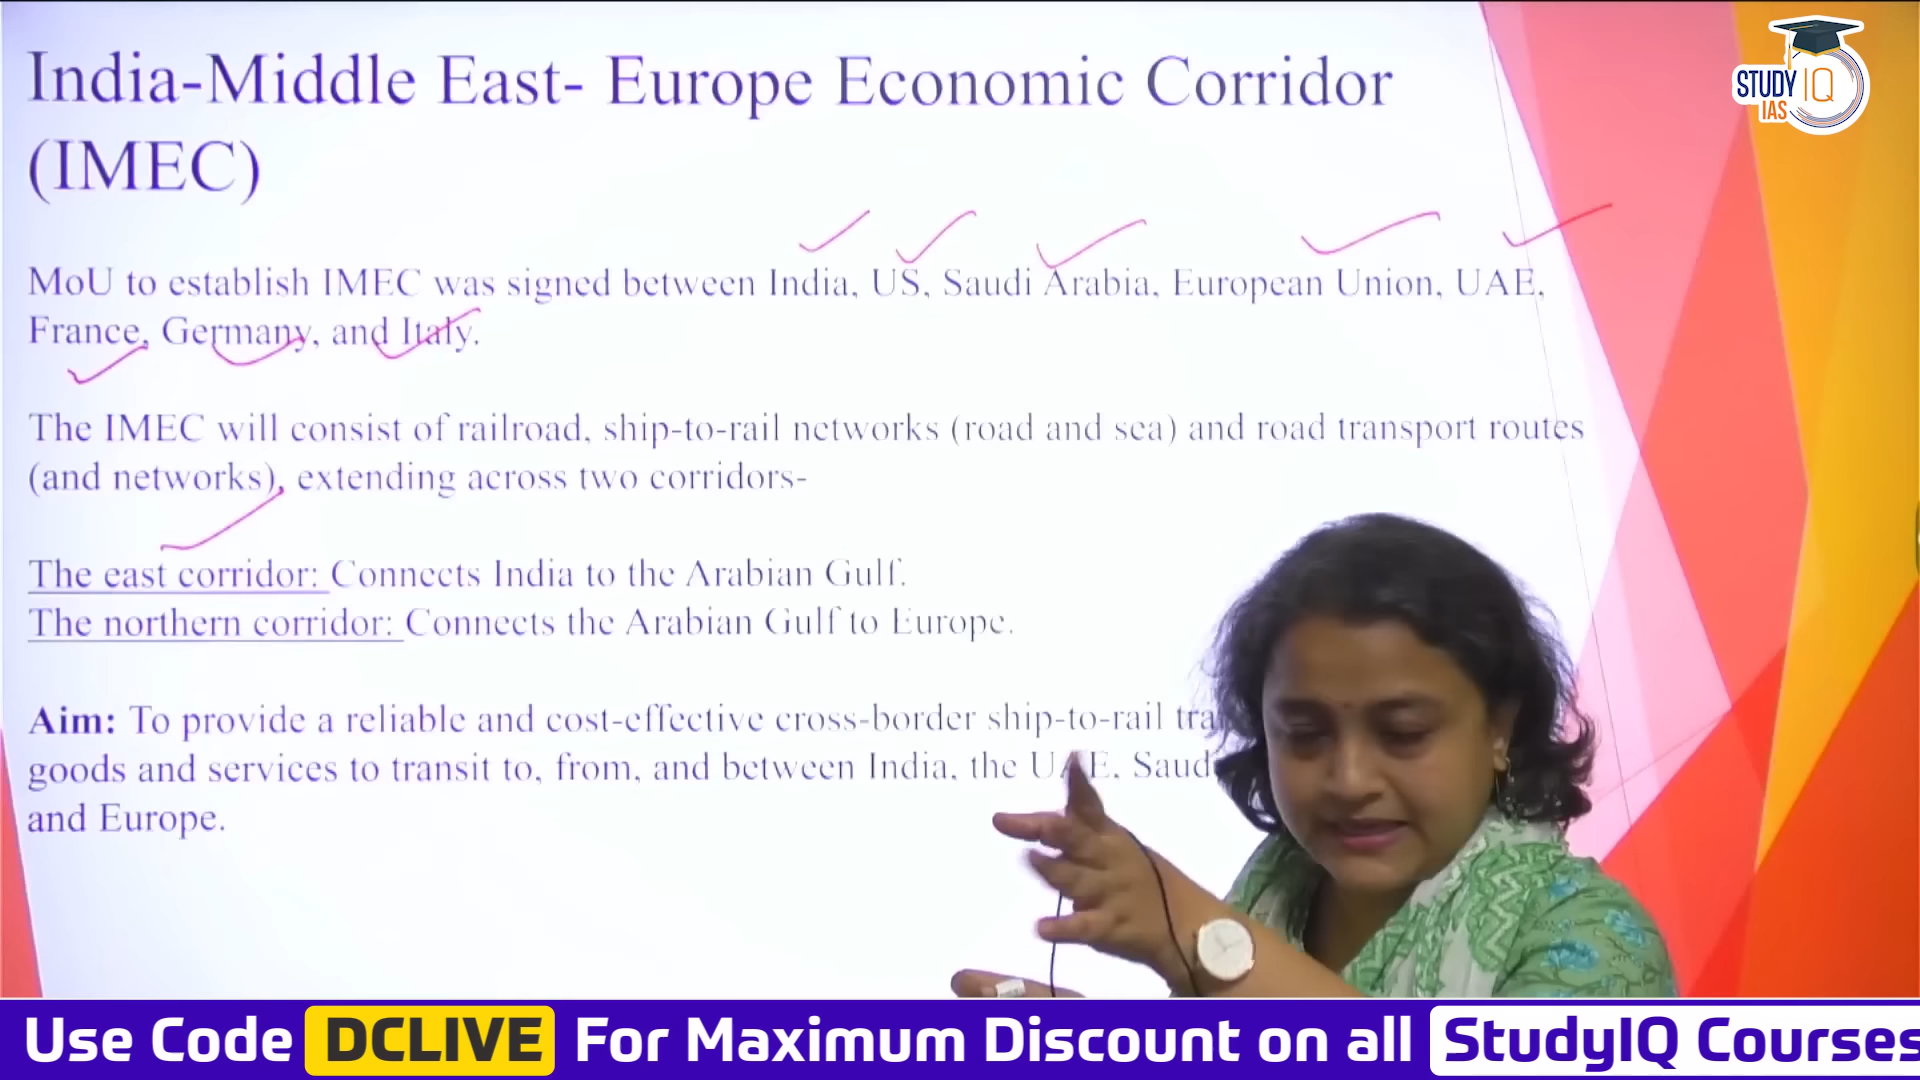 India-Middle East- Europe Economic Corridor
(IMEC)
STUDY IQ
IAS
MoU to establish IMEC was signed between India, US, Saudi Arabia, European Union, UAE,
France, Germany, and Italy.
The IMEC will consist of railroad, ship-to-rail networks (road and sea) and road transport routes
(and networks), extending across two corridors-
The east corridor: Connects India to the Arabian Gulf.
The northern corridor: Connects the Arabian Gulf to Europe.
Aim: To provide a reliable and cost-effective cross-border ship-to-rail
goods and services to transit to, from, and between India, the UAE,
and Europe.
Use Code DCLIVE For Maximum Discount on all StudyIQ Courses